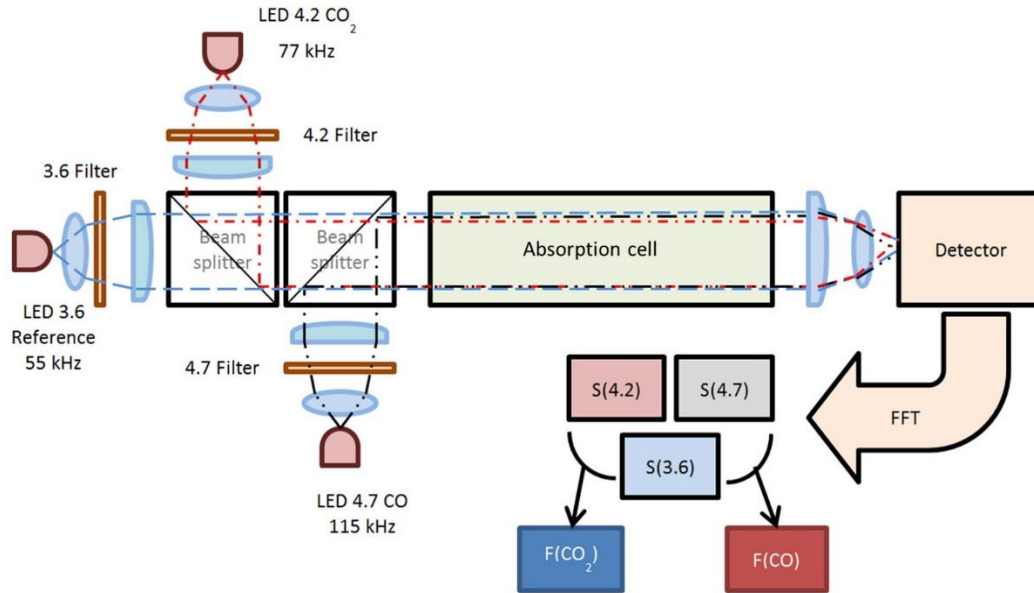 LED 4.2 CO₂
77 kHz
4.2 Filter
3.6 Filter
Beam
splitter
Beam
splitter
Absorption cell
Detector
LED 3.6
Reference
55 kHz
4.7 Filter
LED 4.7 CO
115 kHz
S(4.2)
S(4.7)
FFT
S(3.6)
F(CO₂)
F(CO)